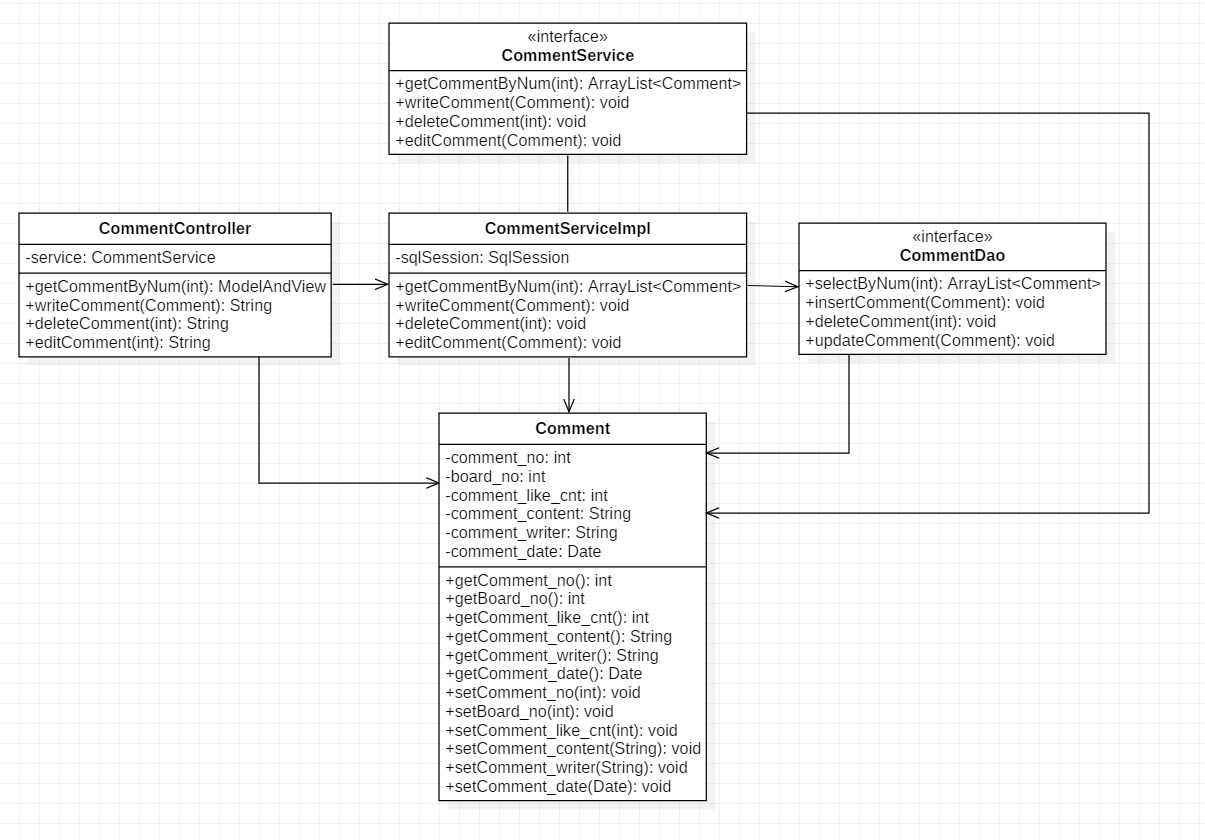 «interface»
CommentService
+getCommentByNum(int): ArrayList<Comment>
+writeComment(Comment): void
+deleteComment(int): void
+editComment(Comment): void
CommentController
-service: CommentService
+getCommentByNum(int): ModelAndView
+writeComment(Comment): String
+deleteComment(int): String
+editComment(int): String
CommentServiceImpl
-sqlSession: SqlSession
+getCommentByNum(int): ArrayList<Comment>
+writeComment(Comment): void
+deleteComment(int): void
+editComment(Comment): void
«interface»
CommentDao
+selectByNum(int): ArrayList<Comment>
+insertComment(Comment): void
+deleteComment(int): void
+updateComment(Comment): void
Comment
-comment_no: int
-board_no: int
-comment_like_cnt: int
-comment_content: String
-comment_writer: String
-comment_date: Date
+getComment_no(): int
+getBoard_no(): int
+getComment_like_cnt(): int
+getComment_content(): String
+getComment_writer(): String
+getComment_date(): Date
+setComment_no(int): void
+setBoard_no(int): void
+setComment_like_cnt(int): void
+setComment_content(String): void
+setComment_writer(String): void
+setComment_date(Date): void